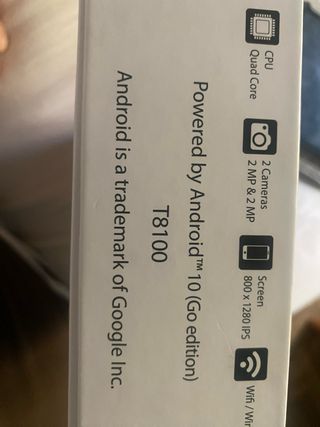 CPU
Quad Core
2 Cameras
2 MP & 2 MP
Screen
800 x 1280 IPS
Wifi /
Powered by Android™ 10 (Go edition)
T8100
Android is a trademark of Google Inc.